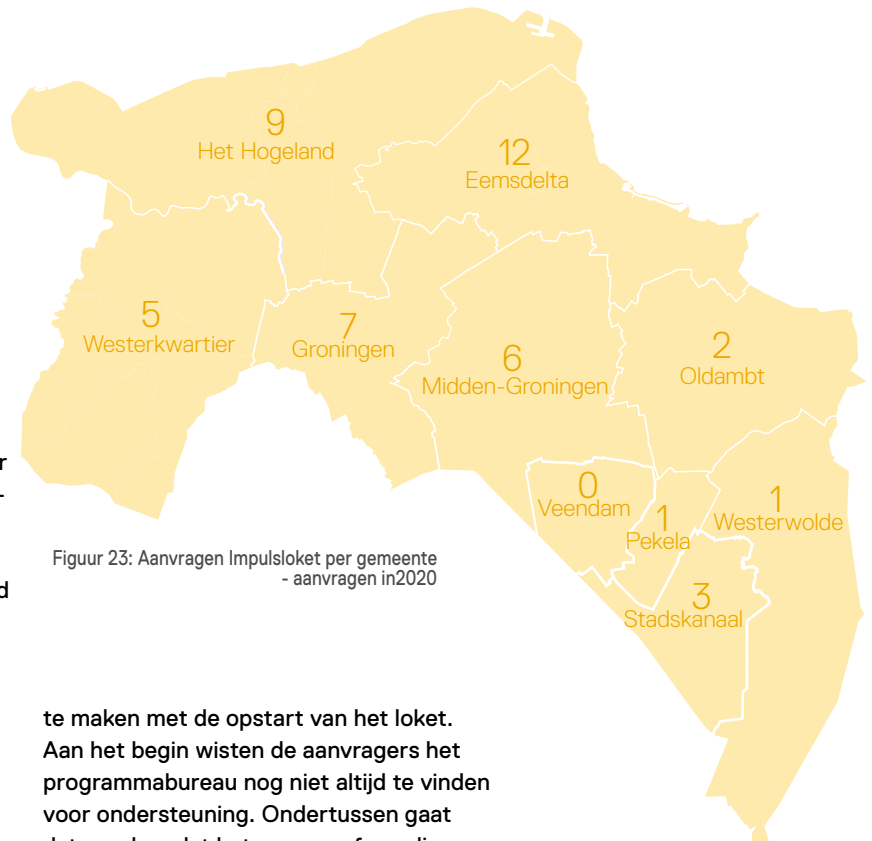 9
Het Hogeland
12
Eemsdelta
5
Westerkwartier
7
Groningen
6
Midden-Groningen
2
Oldambt
0
Veendam
1
Pekela
1
Westerwolde
3
Stadskanaal
Figuur 23: Aanvragen Impulsloket per gemeente
- aanvragen in2020
te maken met de opstart van het loket.
Aan het begin wisten de aanvragers het
programmabureau nog niet altijd te vinden
voor ondersteuning. Ondertussen gaat